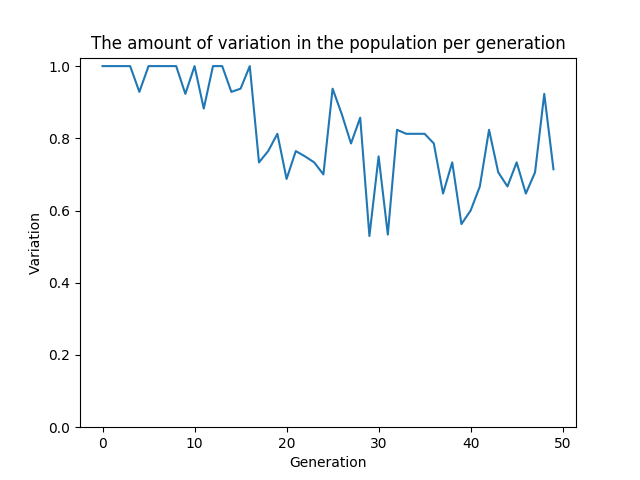 The amount of variation in the population per generation
1.0
0.8
0.6
0.4
0.2
0.0
Variation
0 10 20 30 40 50
Generation